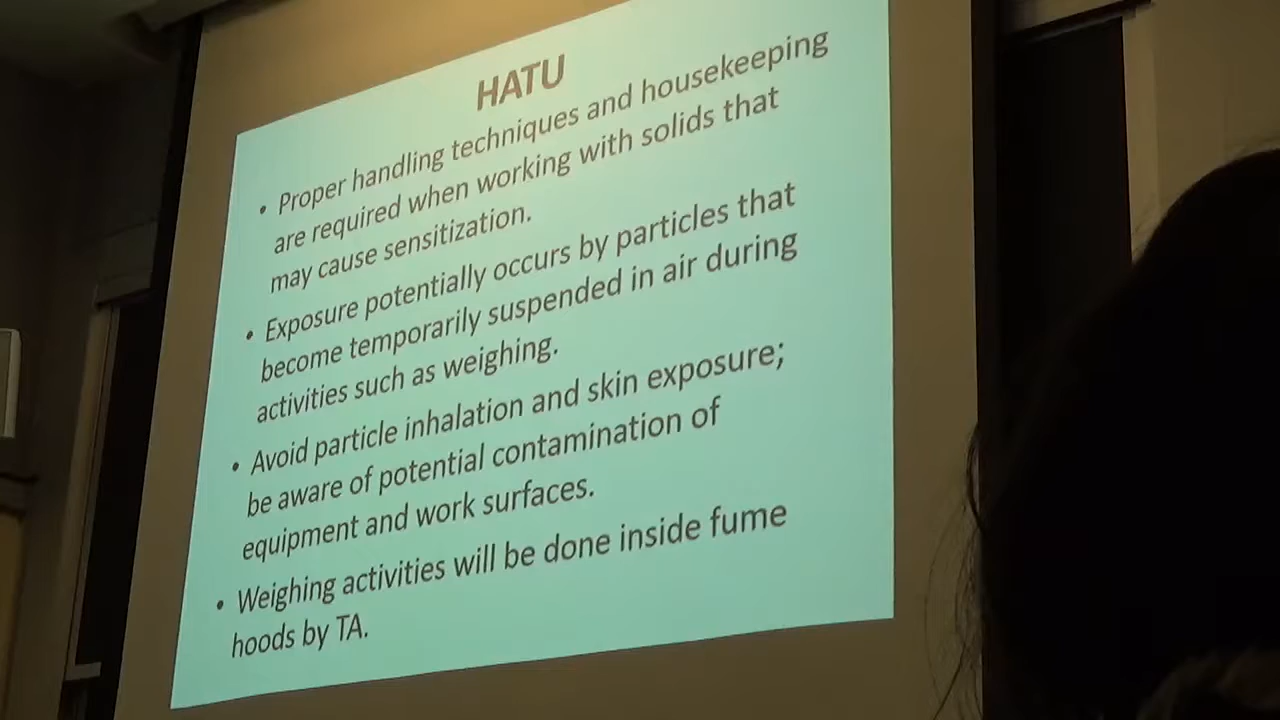 HATU
• Proper handling techniques and housekeeping
are required when working with solids that
may cause sensitization.
• Exposure potentially occurs by particles that
become temporarily suspended in air during
activities such as weighing.
• Avoid particle inhalation and skin exposure;
be aware of potential contamination of
equipment and work surfaces.
• Weighing activities will be done inside fume
hoods by TA.